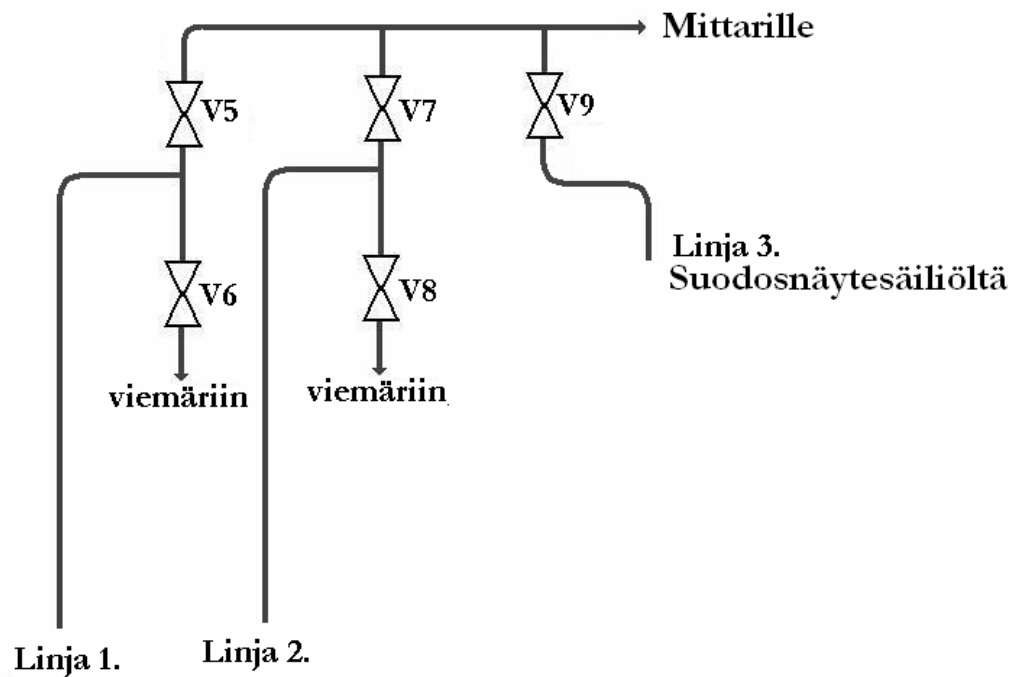 Mittarille
V5
V7
V9
Linja 3.
Suodosnäytesäiliöltä
V6
V8
viemäriin
viemäriin
Linja 1.
Linja 2.